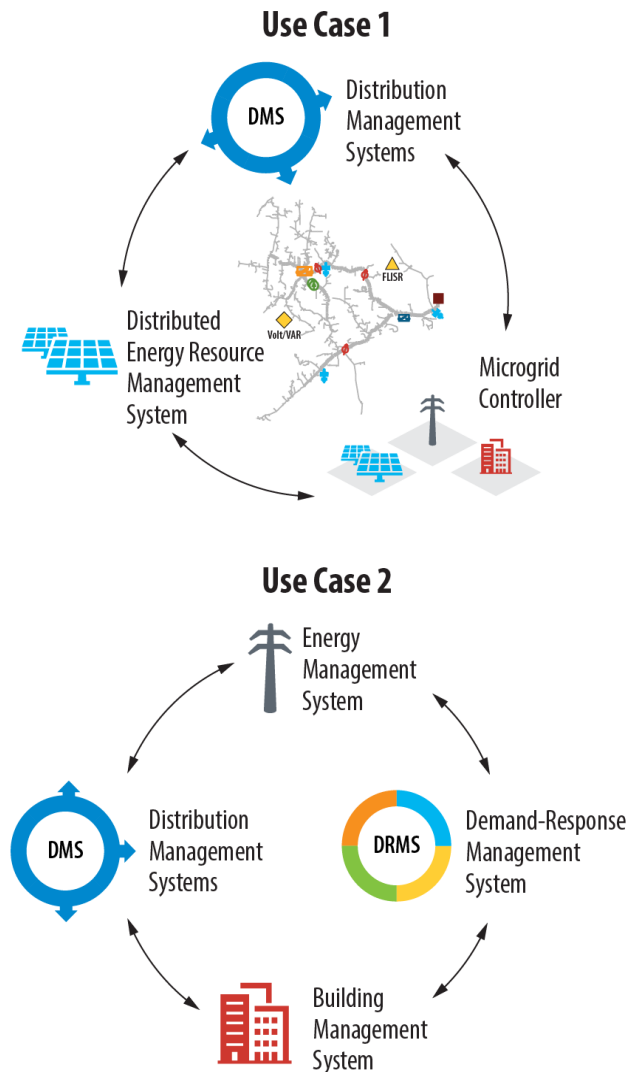 Use Case 1
DMS
Distribution
Management
Systems
FLISR
Volt/VAR
Distributed
Energy Resource
Management
System
Microgrid
Controller
Use Case 2
Energy
Management
System
DMS
Distribution
Management
Systems
DRMS
Demand-Response
Management
System
Building
Management
System